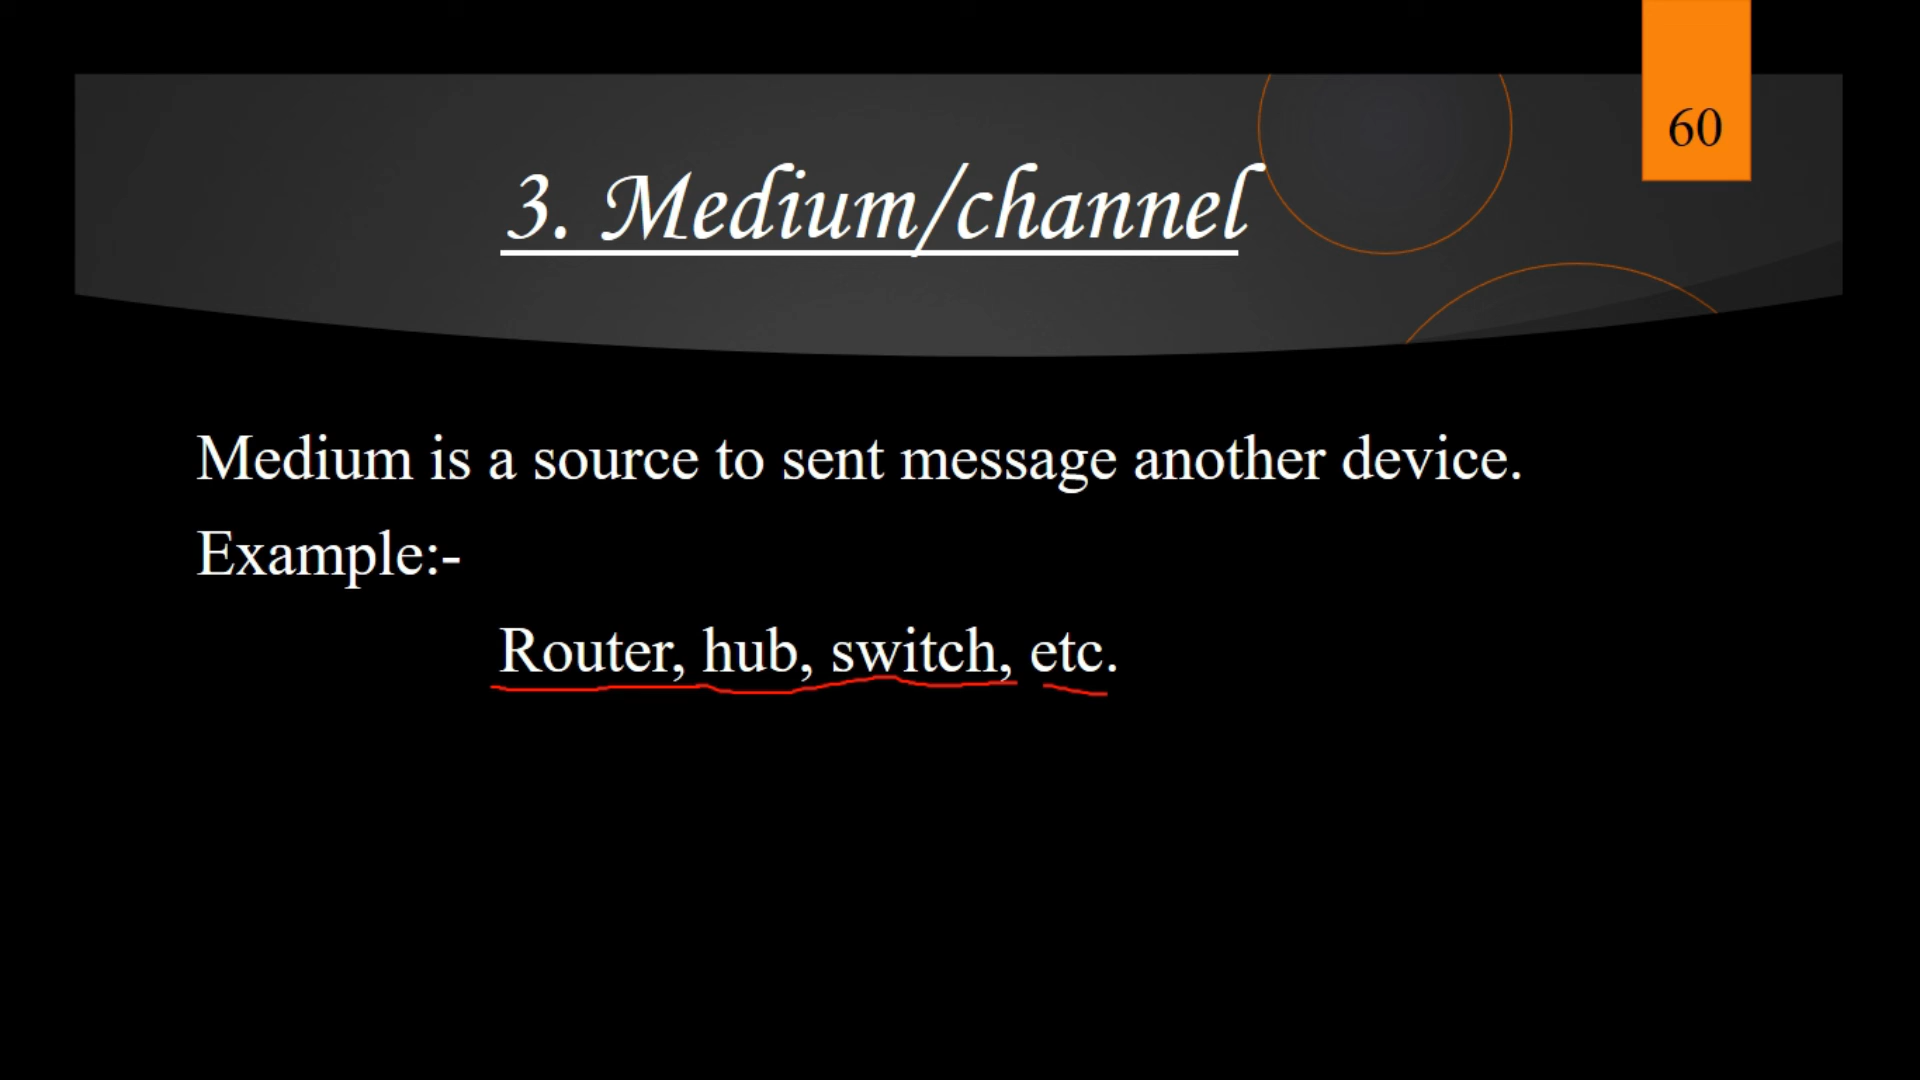 60
3. Medium/channel
Medium is a source to sent message another device.
Example:-
Router, hub, switch, etc.